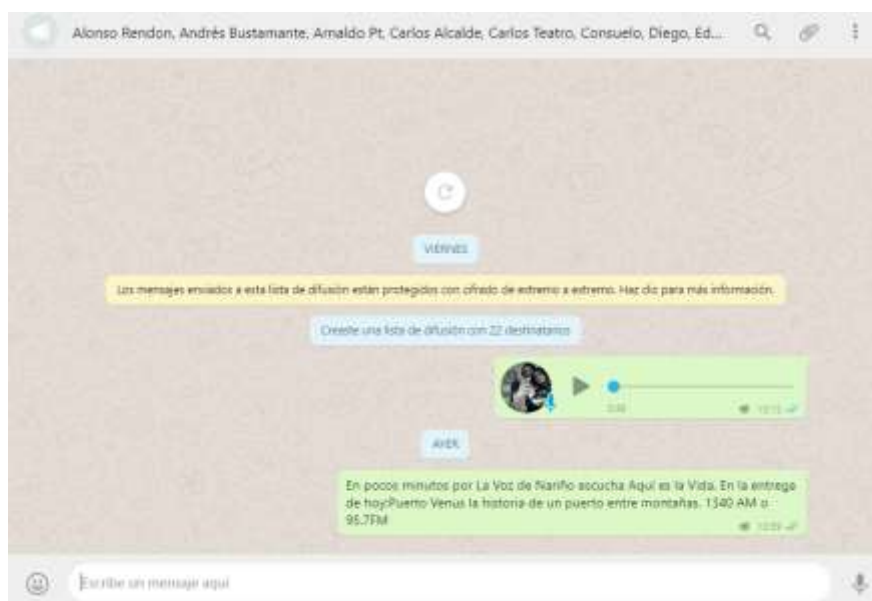 Alonso Rendon, Andrés Bustamante, Arnaldo Pt, Carlos Alcalde, Carlos Teatro, Consuelo, Diego, Ed...
VIERNES
Los mensajes enviados a esta lista de difusión están protegidos con cifrado de extremo a extremo. Haz clic para más información.
Creaste una lista de difusión con 22 destinatarios
AYER
En pocos minutos por La Voz de Nariño escucha Aquí es la Vida. En la entrega
de hoy:Puerto Venus la historia de un puerto entre montañas. 1340 AM o
95.7FM
Escribe un mensaje aquí